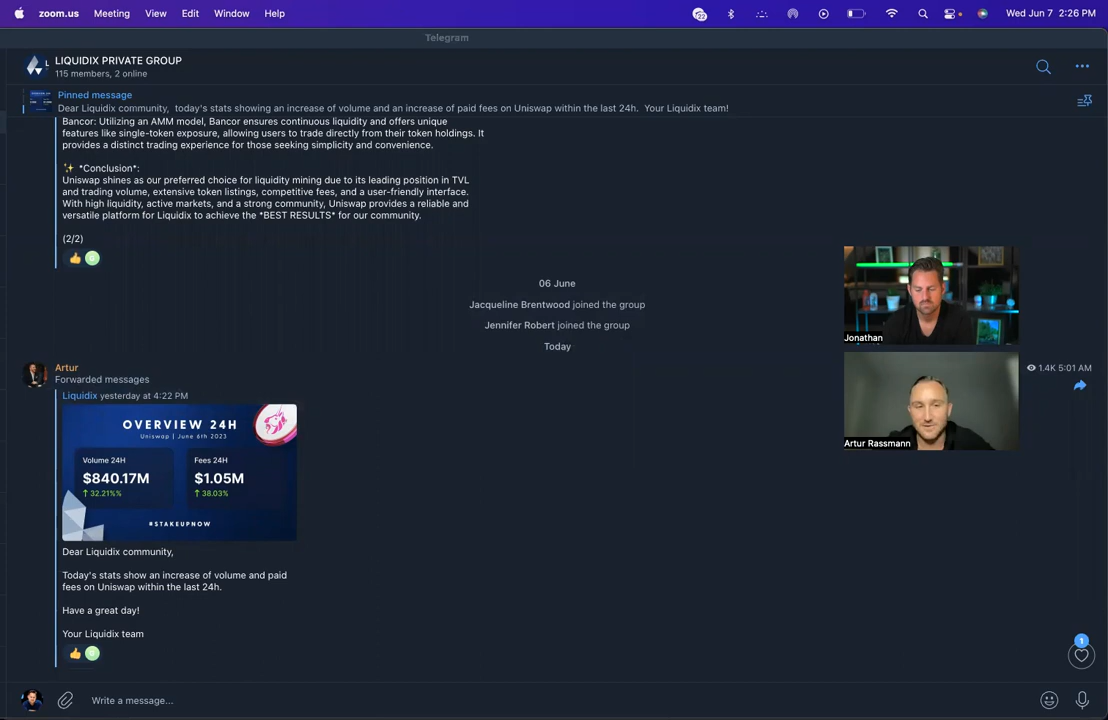 zoom.us Meeting View Edit Window Help
22
Wed Jun 7 2:26 PM
Telegram
LIQUIDIX PRIVATE GROUP
115 members, 2 online
Pinned message
Dear Liquidix community, today's stats showing an increase of volume and an increase of paid fees on Uniswap within the last 24h. Your Liquidix team!
Bancor: Utilizing an AMM model, Bancor ensures continuous liquidity and offers unique
features like single-token exposure, allowing users to trade directly from their token holdings. It
provides a distinct trading experience for those seeking simplicity and convenience.
✨ *Conclusion*:
Uniswap shines as our preferred choice for liquidity mining due to its leading position in TVL
and trading volume, extensive token listings, competitive fees, and a user-friendly interface.
With high liquidity, active markets, and a strong community, Uniswap provides a reliable and
versatile platform for Liquidix to achieve the *BEST RESULTS* for our community.
(2/2)
06 June
Jacqueline Brentwood joined the group
Jennifer Robert joined the group
Today
Jonathan
Artur Rassmann
Artur
1.4K 5:01 AM
Forwarded messages
Liquidix yesterday at 4:22 PM
OVERVIEW 24H
Uniswap | June 6th 2023
Volume 24H
$840.17M
↑ 32.21%%
Fees 24H
$1.05M
↑ 38.03%
#STAKEUPNOW
Dear Liquidix community,
Today's stats show an increase of volume and paid
fees on Uniswap within the last 24h.
Have a great day!
Your Liquidix team
1
Write a message...